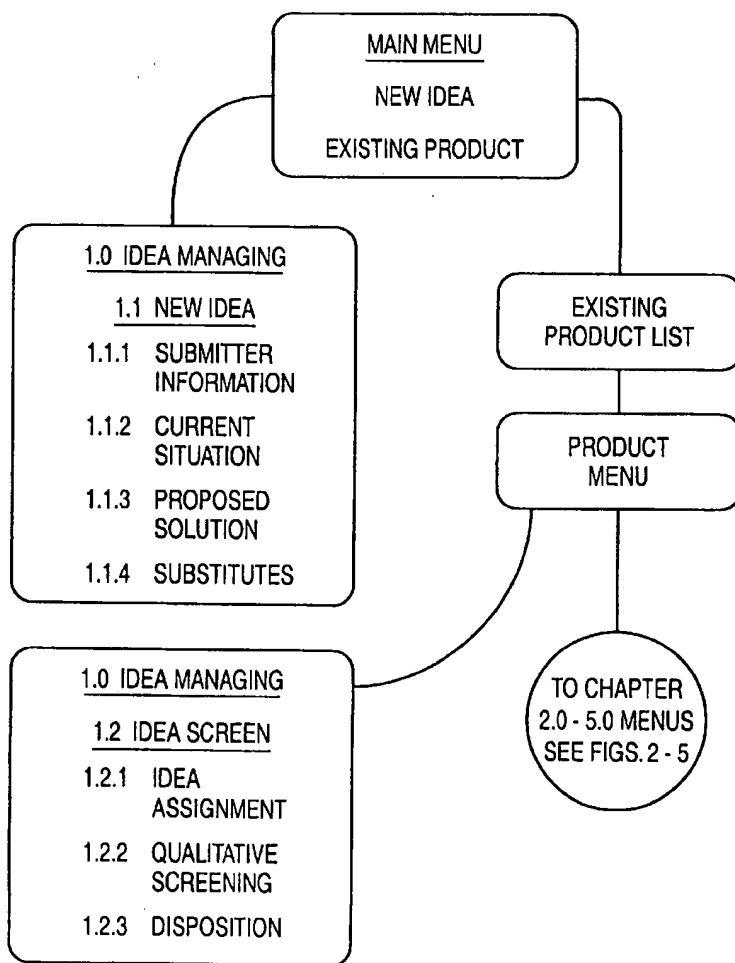 MAIN MENU
NEW IDEA
EXISTING PRODUCT
1.0 IDEA MANAGING
1.1 NEW IDEA
1.1.1 SUBMITTER
INFORMATION
1.1.2 CURRENT
SITUATION
1.1.3 PROPOSED
SOLUTION
1.1.4 SUBSTITUTES
EXISTING
PRODUCT LIST
PRODUCT
MENU
1.0 IDEA MANAGING
1.2 IDEA SCREEN
1.2.1 IDEA
ASSIGNMENT
1.2.2 QUALITATIVE
SCREENING
1.2.3 DISPOSITION
TO CHAPTER
2.0 - 5.0 MENUS
SEE FIGS. 2 - 5